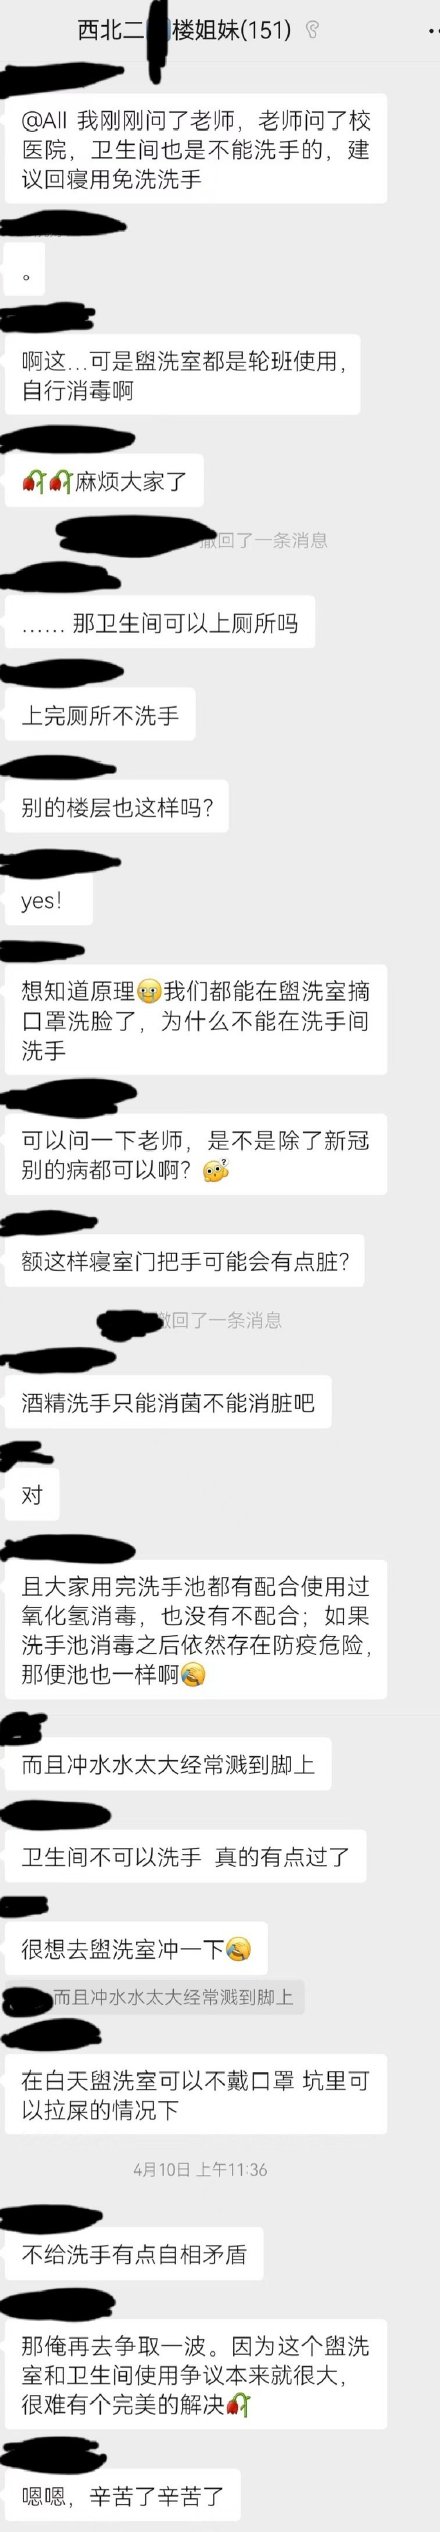 西北二 楼姐妹(151)
@All 我刚刚问了老师，老师问了校
医院，卫生间也是不能洗手的，建
议回寝用免洗洗手
。
啊这...可是盥洗室都是轮班使用，
自行消毒啊
🥀🥀麻烦大家了
撤回了一条消息
...... 那卫生间可以上厕所吗
上完厕所不洗手
别的楼层也这样吗?
yes!
想知道原理🥹我们都能在盥洗室摘
口罩洗脸了，为什么不能在洗手间
洗手
可以问一下老师，是不是除了新冠
别的病都可以啊？
额这样寝室门把手可能会有点脏?
撤回了一条消息
酒精洗手只能消菌不能消脏吧
对
且大家用完洗手池都有配合使用过
氧化氢消毒，也没有不配合；如果
洗手池消毒之后依然存在防疫危险，
那便池也一样啊
而且冲水水太大经常溅到脚上
卫生间不可以洗手 真的有点过了
很想去盥洗室冲一下
而且冲水水太大经常溅到脚上
在白天盥洗室可以不戴口罩 坑里可
以拉屎的情况下
4月10日 上午11:36
不给洗手有点自相矛盾
那俺再去争取一波。因为这个盥洗
室和卫生间使用争议本来就很大，
很难有个完美的解决🥀
嗯嗯，辛苦了辛苦了